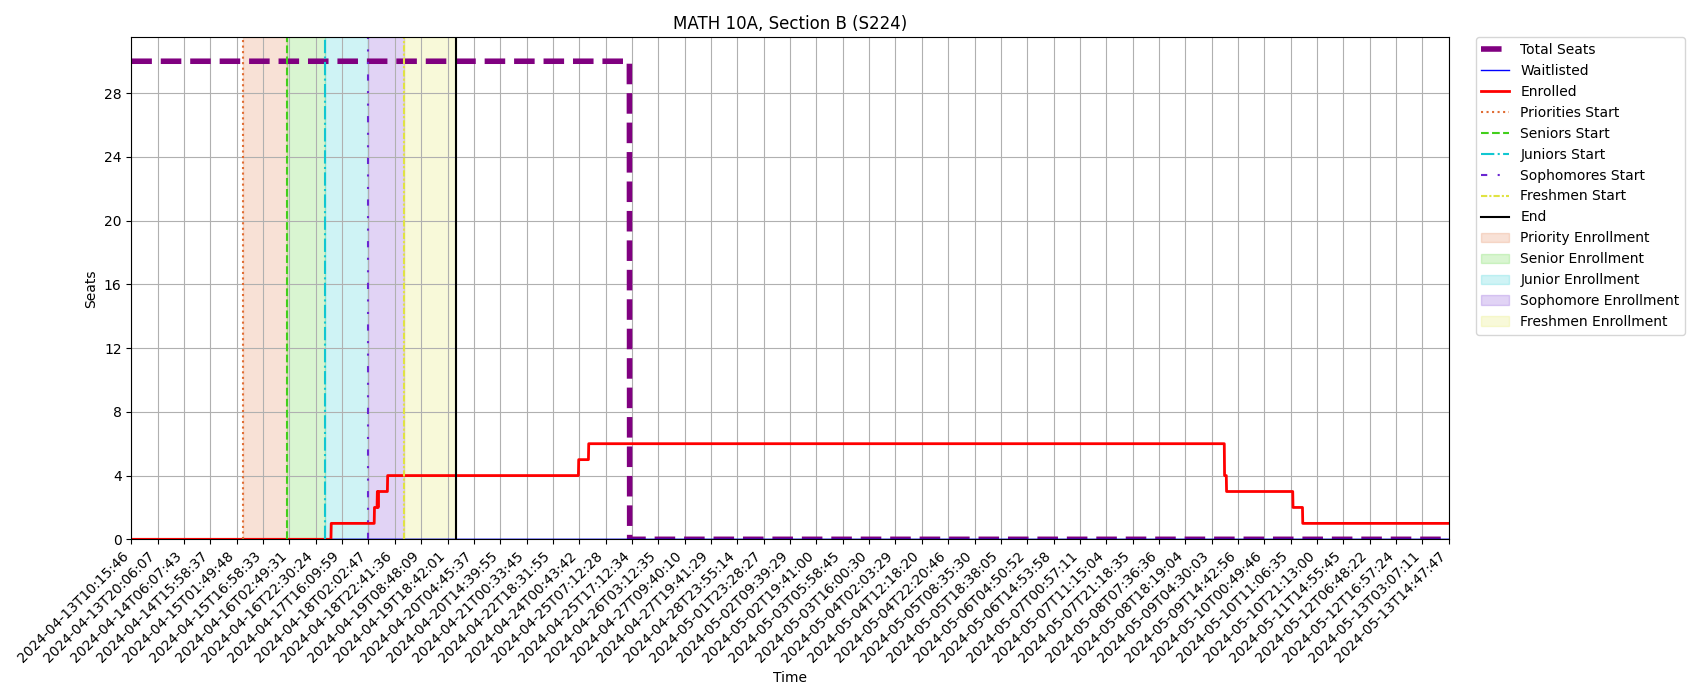 MATH 10A, Section B (S224)
Total Seats
Waitlisted
Enrolled
Priorities Start
Seniors Start
Juniors Start
Sophomores Start
Freshmen Start
End
Priority Enrollment
Senior Enrollment
Junior Enrollment
Sophomore Enrollment
Freshmen Enrollment
Seats
28
24
20
16
12
8
4
0
2024-04-13T10:15:46
2024-04-13T20:06:07
2024-04-14T06:07:43
2024-04-14T15:58:37
2024-04-15T01:49:48
2024-04-15T16:58:33
2024-04-16T02:49:31
2024-04-16T22:30:24
2024-04-17T16:09:59
2024-04-18T02:02:47
2024-04-18T22:41:36
2024-04-19T08:48:09
2024-04-19T18:42:01
2024-04-20T04:45:37
2024-04-20T14:39:55
2024-04-21T00:33:45
2024-04-22T18:31:55
2024-04-24T00:43:42
2024-04-25T07:12:28
2024-04-25T17:12:34
2024-04-26T03:12:35
2024-04-27T09:40:10
2024-04-27T19:41:29
2024-04-28T23:55:14
2024-05-01T23:28:27
2024-05-02T09:39:29
2024-05-02T19:41:00
2024-05-03T05:58:45
2024-05-03T16:00:30
2024-05-04T02:03:29
2024-05-04T12:18:20
2024-05-04T22:20:46
2024-05-05T08:35:30
2024-05-05T18:38:05
2024-05-06T04:50:52
2024-05-06T14:53:58
2024-05-07T00:57:11
2024-05-07T11:15:04
2024-05-07T21:18:35
2024-05-08T07:36:36
2024-05-08T18:19:04
2024-05-09T04:30:03
2024-05-09T14:42:56
2024-05-10T00:49:46
2024-05-10T11:06:35
2024-05-10T21:13:00
2024-05-11T14:55:45
2024-05-12T06:48:22
2024-05-12T16:57:24
2024-05-13T03:07:11
2024-05-13T14:47:47
Time